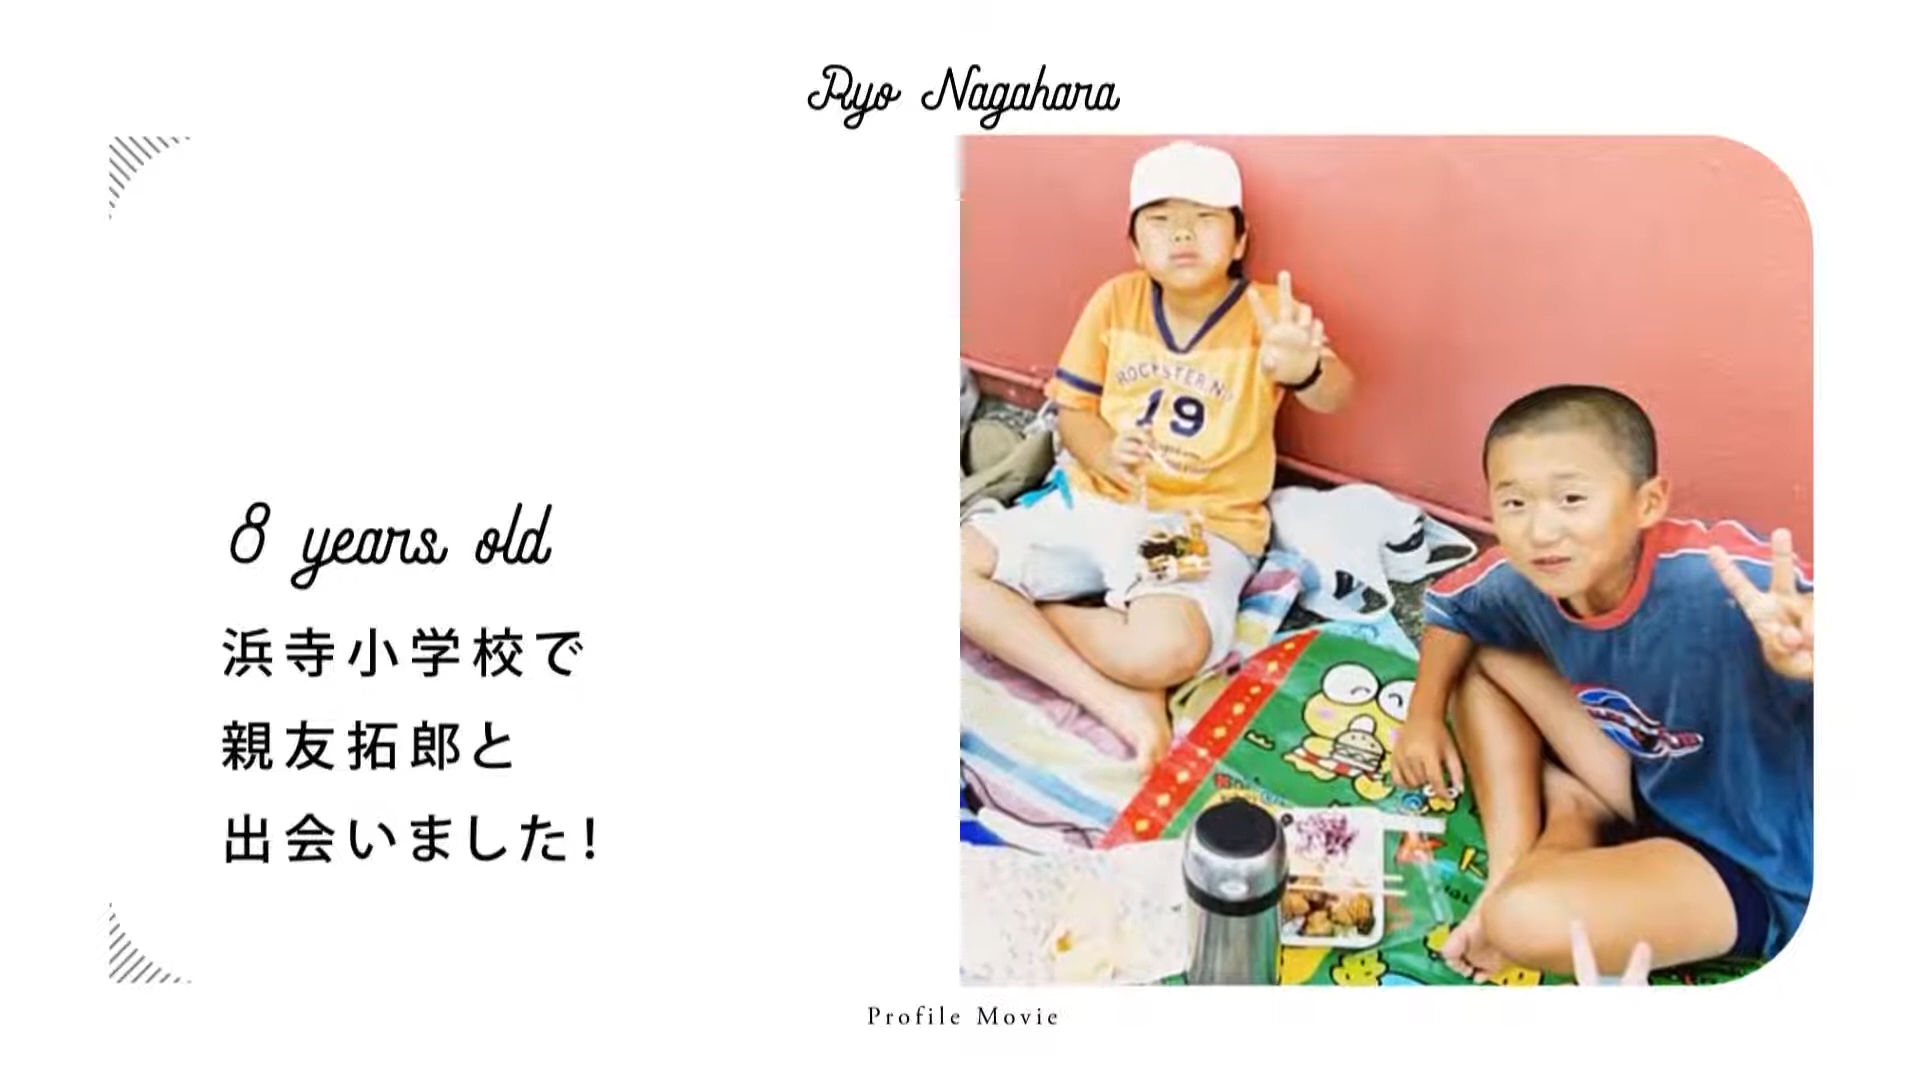 Ryo Nagahara
8 years old
浜寺小学校で
親友拓郎と
出会いました!
19
Profile Movie